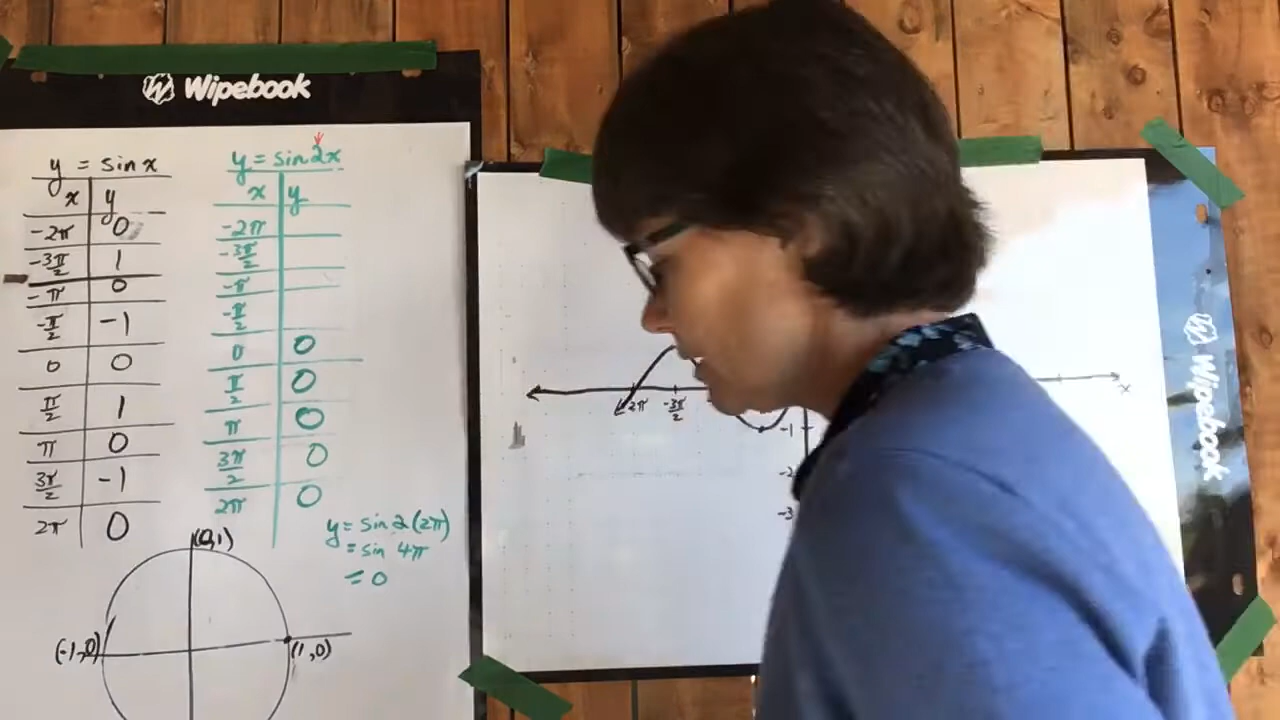 Wipebook
y = sin x
x y
-2π 0
-3π/2 1
-π 0
-π/2 -1
0 0
π/2 1
π 0
3π/2 -1
2π 0
y = sin 2x
x y
-2π
-3π/2
-π
-π/2
0 0
π/2 0
π 0
3π/2 0
2π 0
y = sin 2(2π)
= sin 4π
= 0
(0,1)
(-1,0)
(1,0)
-2π -3π/2
x
-1
-2
-3
Wipebook